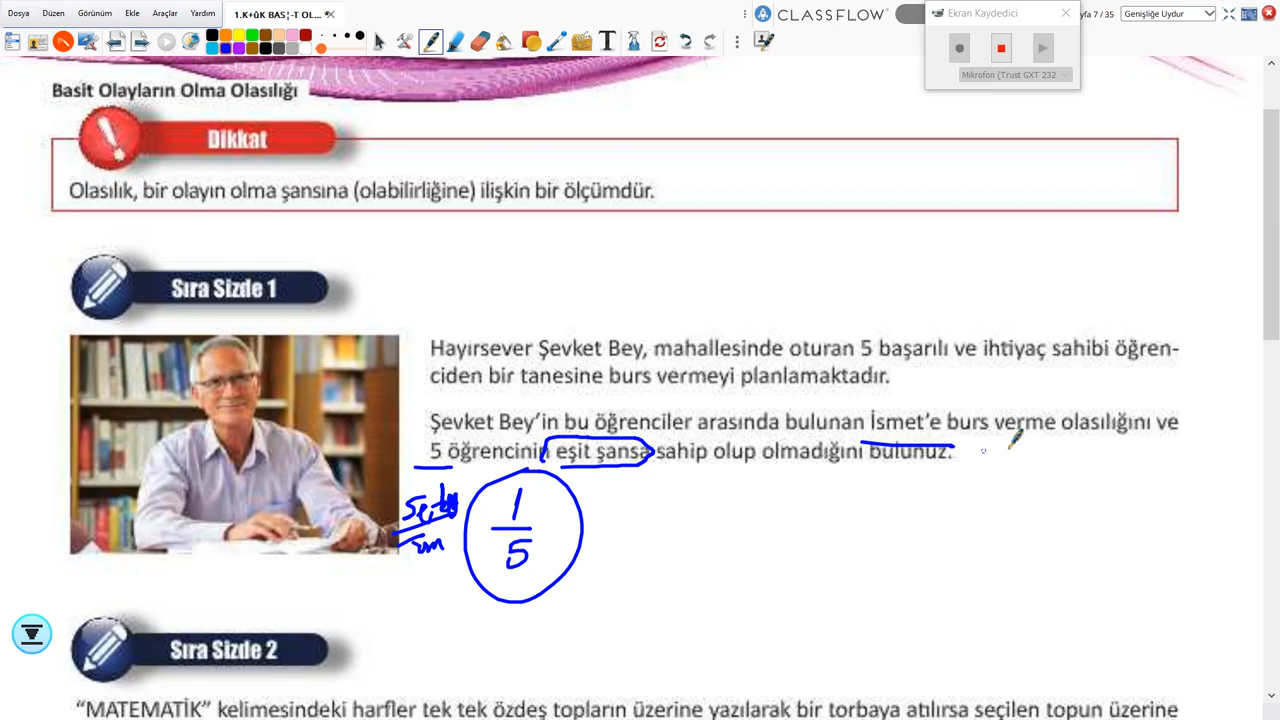 Dosya Düzen Görünüm Ekle Araçlar Yardım
1.K+ûK BAS¦-T OL...
CLASSFLOW
Ekran Kaydedici
yfa 7 / 35
Genişliğe Uydur
Mikrofon (Trust GXT 232
Basit Olayların Olma Olasılığı
Dikkat
Olasılık, bir olayın olma şansına (olabilirliğine) ilişkin bir ölçümdür.
Sıra Sizde 1
Hayırsever Şevket Bey, mahallesinde oturan 5 başarılı ve ihtiyaç sahibi öğren-
ciden bir tanesine burs vermeyi planlamaktadır.
Şevket Bey’in bu öğrenciler arasında bulunan İsmet’e burs verme olasılığını ve
5 öğrencinin eşit şansa sahip olup olmadığını bulunuz.
1
5
Sıra Sizde 2
“MATEMATİK” kelimesindeki harfler tek tek özdeş topların üzerine yazılarak bir torbaya atılırsa seçilen topun üzerine